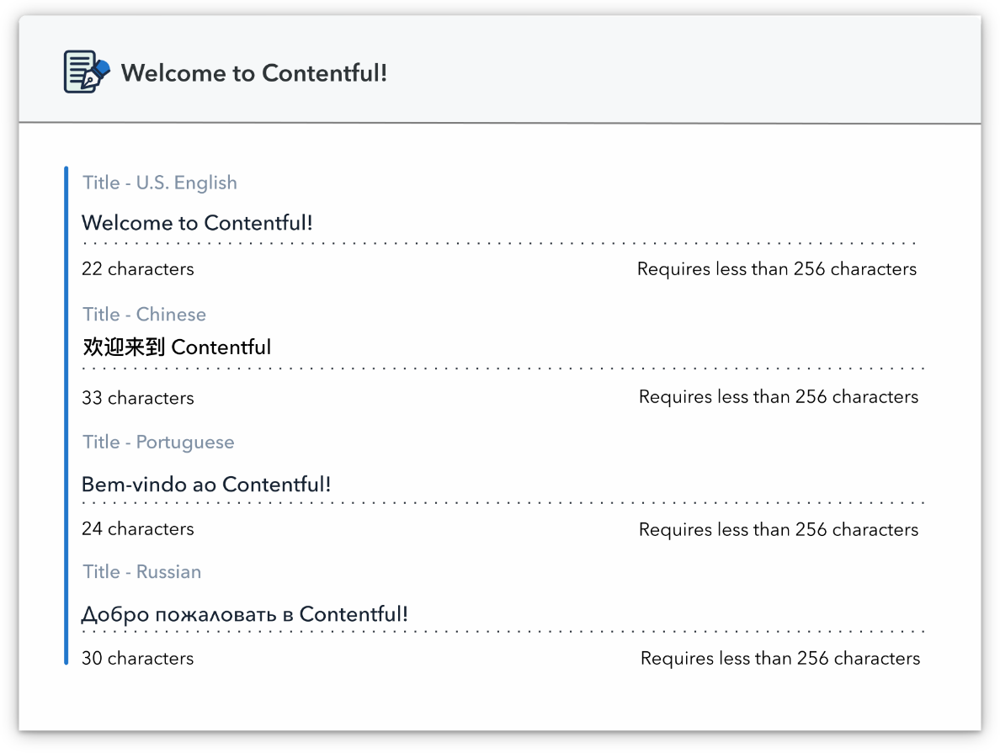 Welcome to Contentful!
Title - U.S. English
Welcome to Contentful!
22 characters Requires less than 256 characters
Title - Chinese
欢迎来到 Contentful
33 characters Requires less than 256 characters
Title - Portuguese
Bem-vindo ao Contentful!
24 characters Requires less than 256 characters
Title - Russian
Добро пожаловать в Contentful!
30 characters Requires less than 256 characters